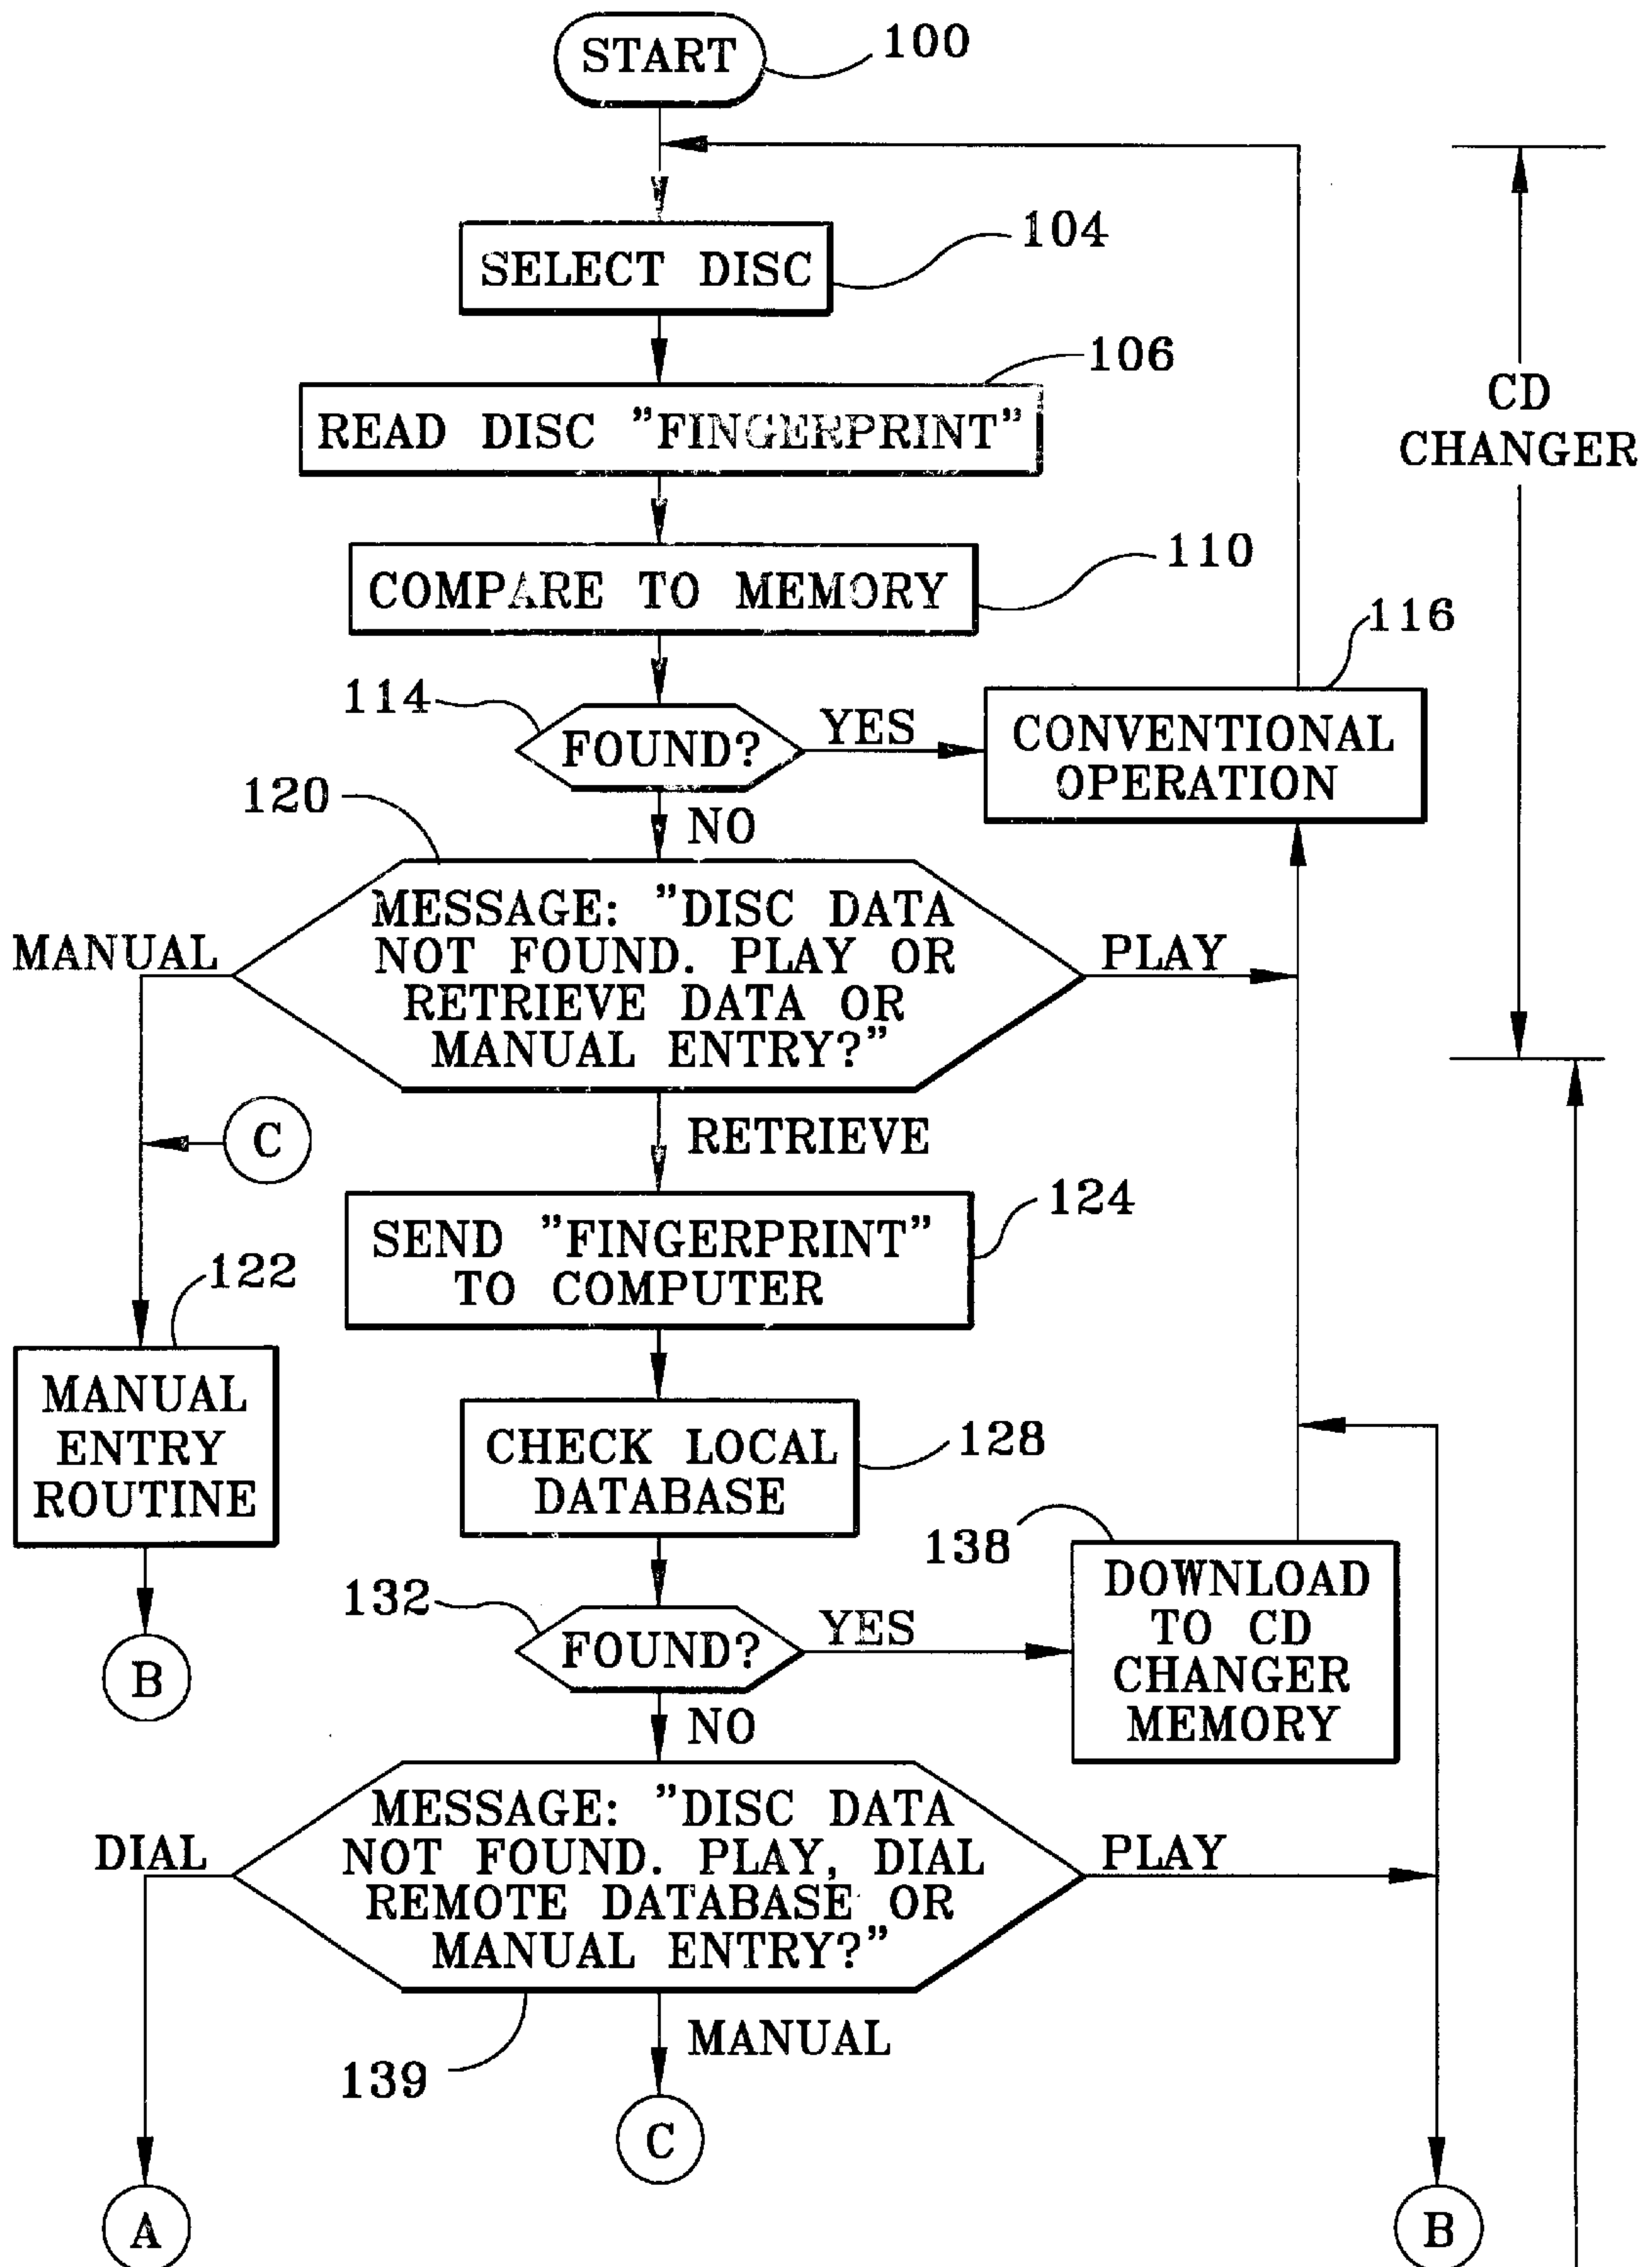 START
100
SELECT DISC
104
READ DISC "FINGERPRINT"
106
CD
CHANGER
COMPARE TO MEMORY
110
116
114
FOUND?
YES
CONVENTIONAL
OPERATION
120
NO
MESSAGE: "DISC DATA
NOT FOUND. PLAY OR
RETRIEVE DATA OR
MANUAL ENTRY?"
MANUAL
PLAY
C
RETRIEVE
SEND "FINGERPRINT"
TO COMPUTER
124
122
MANUAL
ENTRY
ROUTINE
CHECK LOCAL
DATABASE
128
138
DOWNLOAD
TO CD
CHANGER
MEMORY
132
FOUND?
YES
B
NO
MESSAGE: "DISC DATA
NOT FOUND. PLAY, DIAL
REMOTE DATABASE OR
MANUAL ENTRY?"
DIAL
PLAY
139
MANUAL
C
A
B